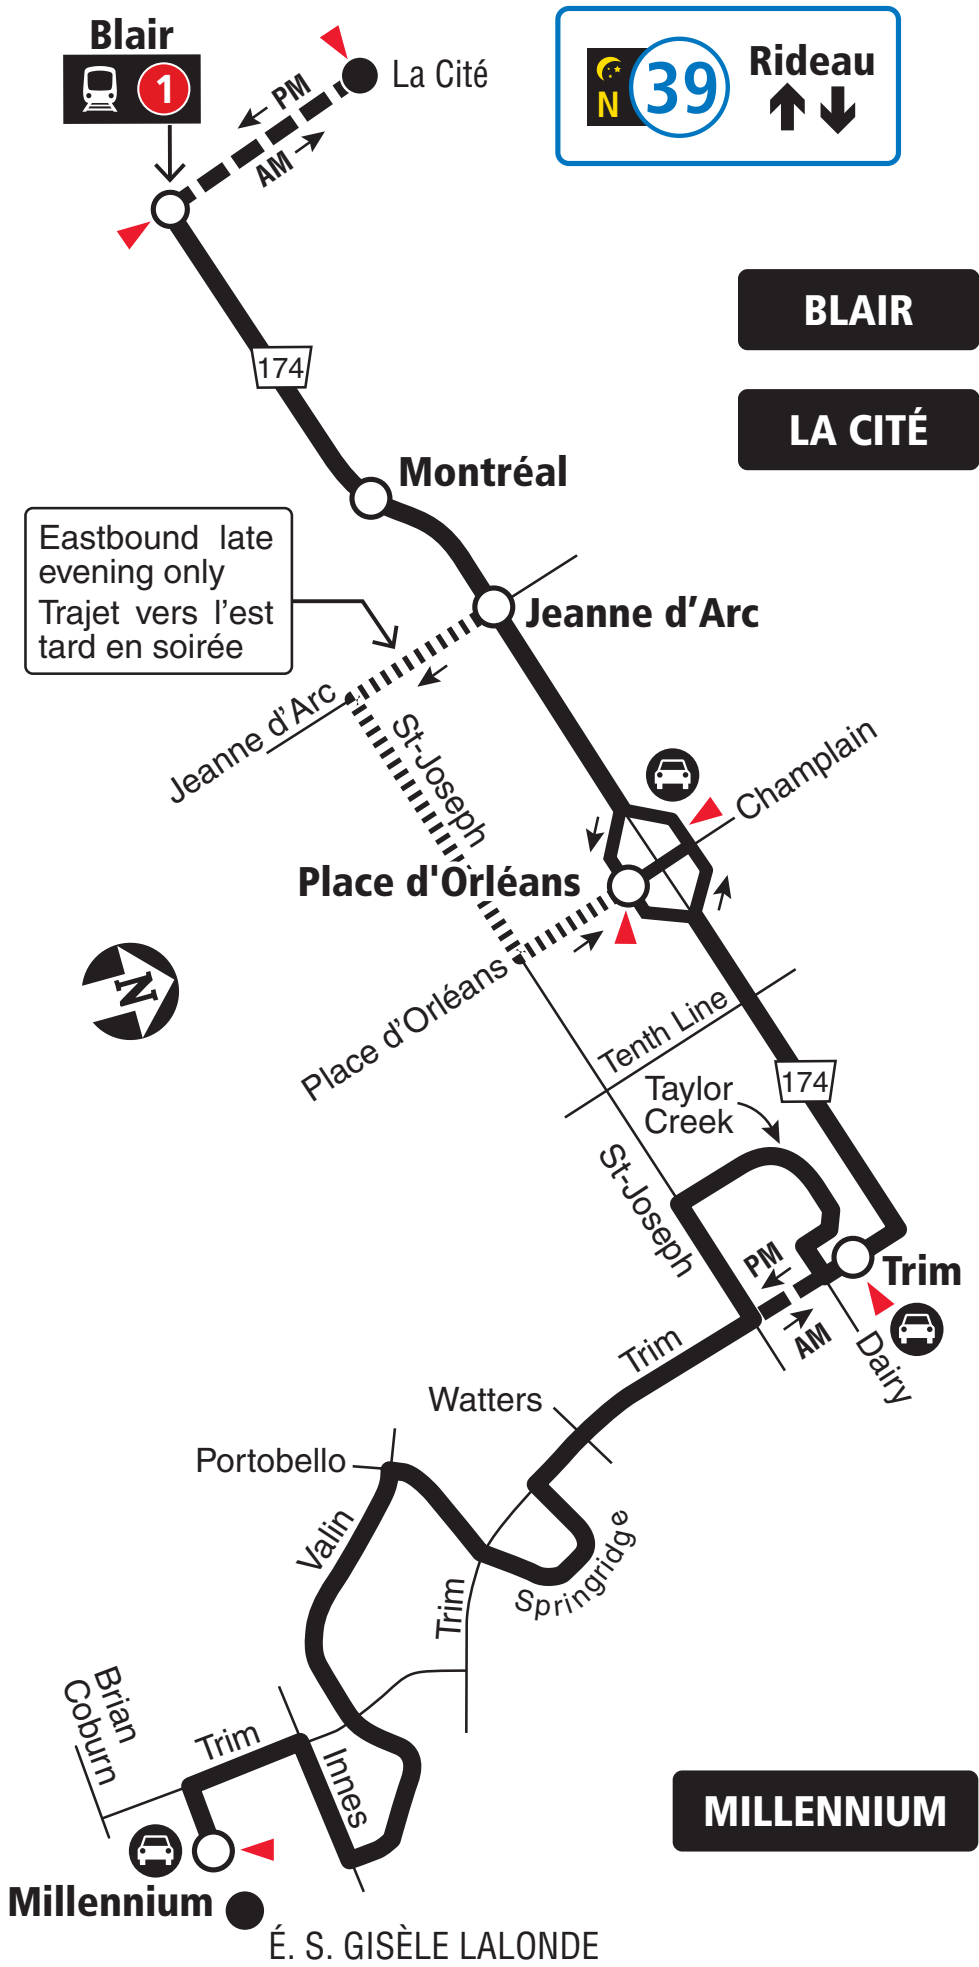 Blair
1
La Cité
PM
AM
N
39
Rideau
BLAIR
174
LA CITÉ
Montréal
Eastbound late
evening only
Trajet vers l'est
tard en soirée
Jeanne d'Arc
Jeanne d'Arc
St-Joseph
Champlain
Place d'Orléans
Place d'Orléans
N
Tenth Line
174
Taylor
Creek
St-Joseph
PM
Trim
AM
Dairy
Trim
Watters
Portobello
Valin
Springridge
Trim
Brian
Coburn
Trim
Innes
MILLENNIUM
Millennium
É. S. GISÈLE LALONDE